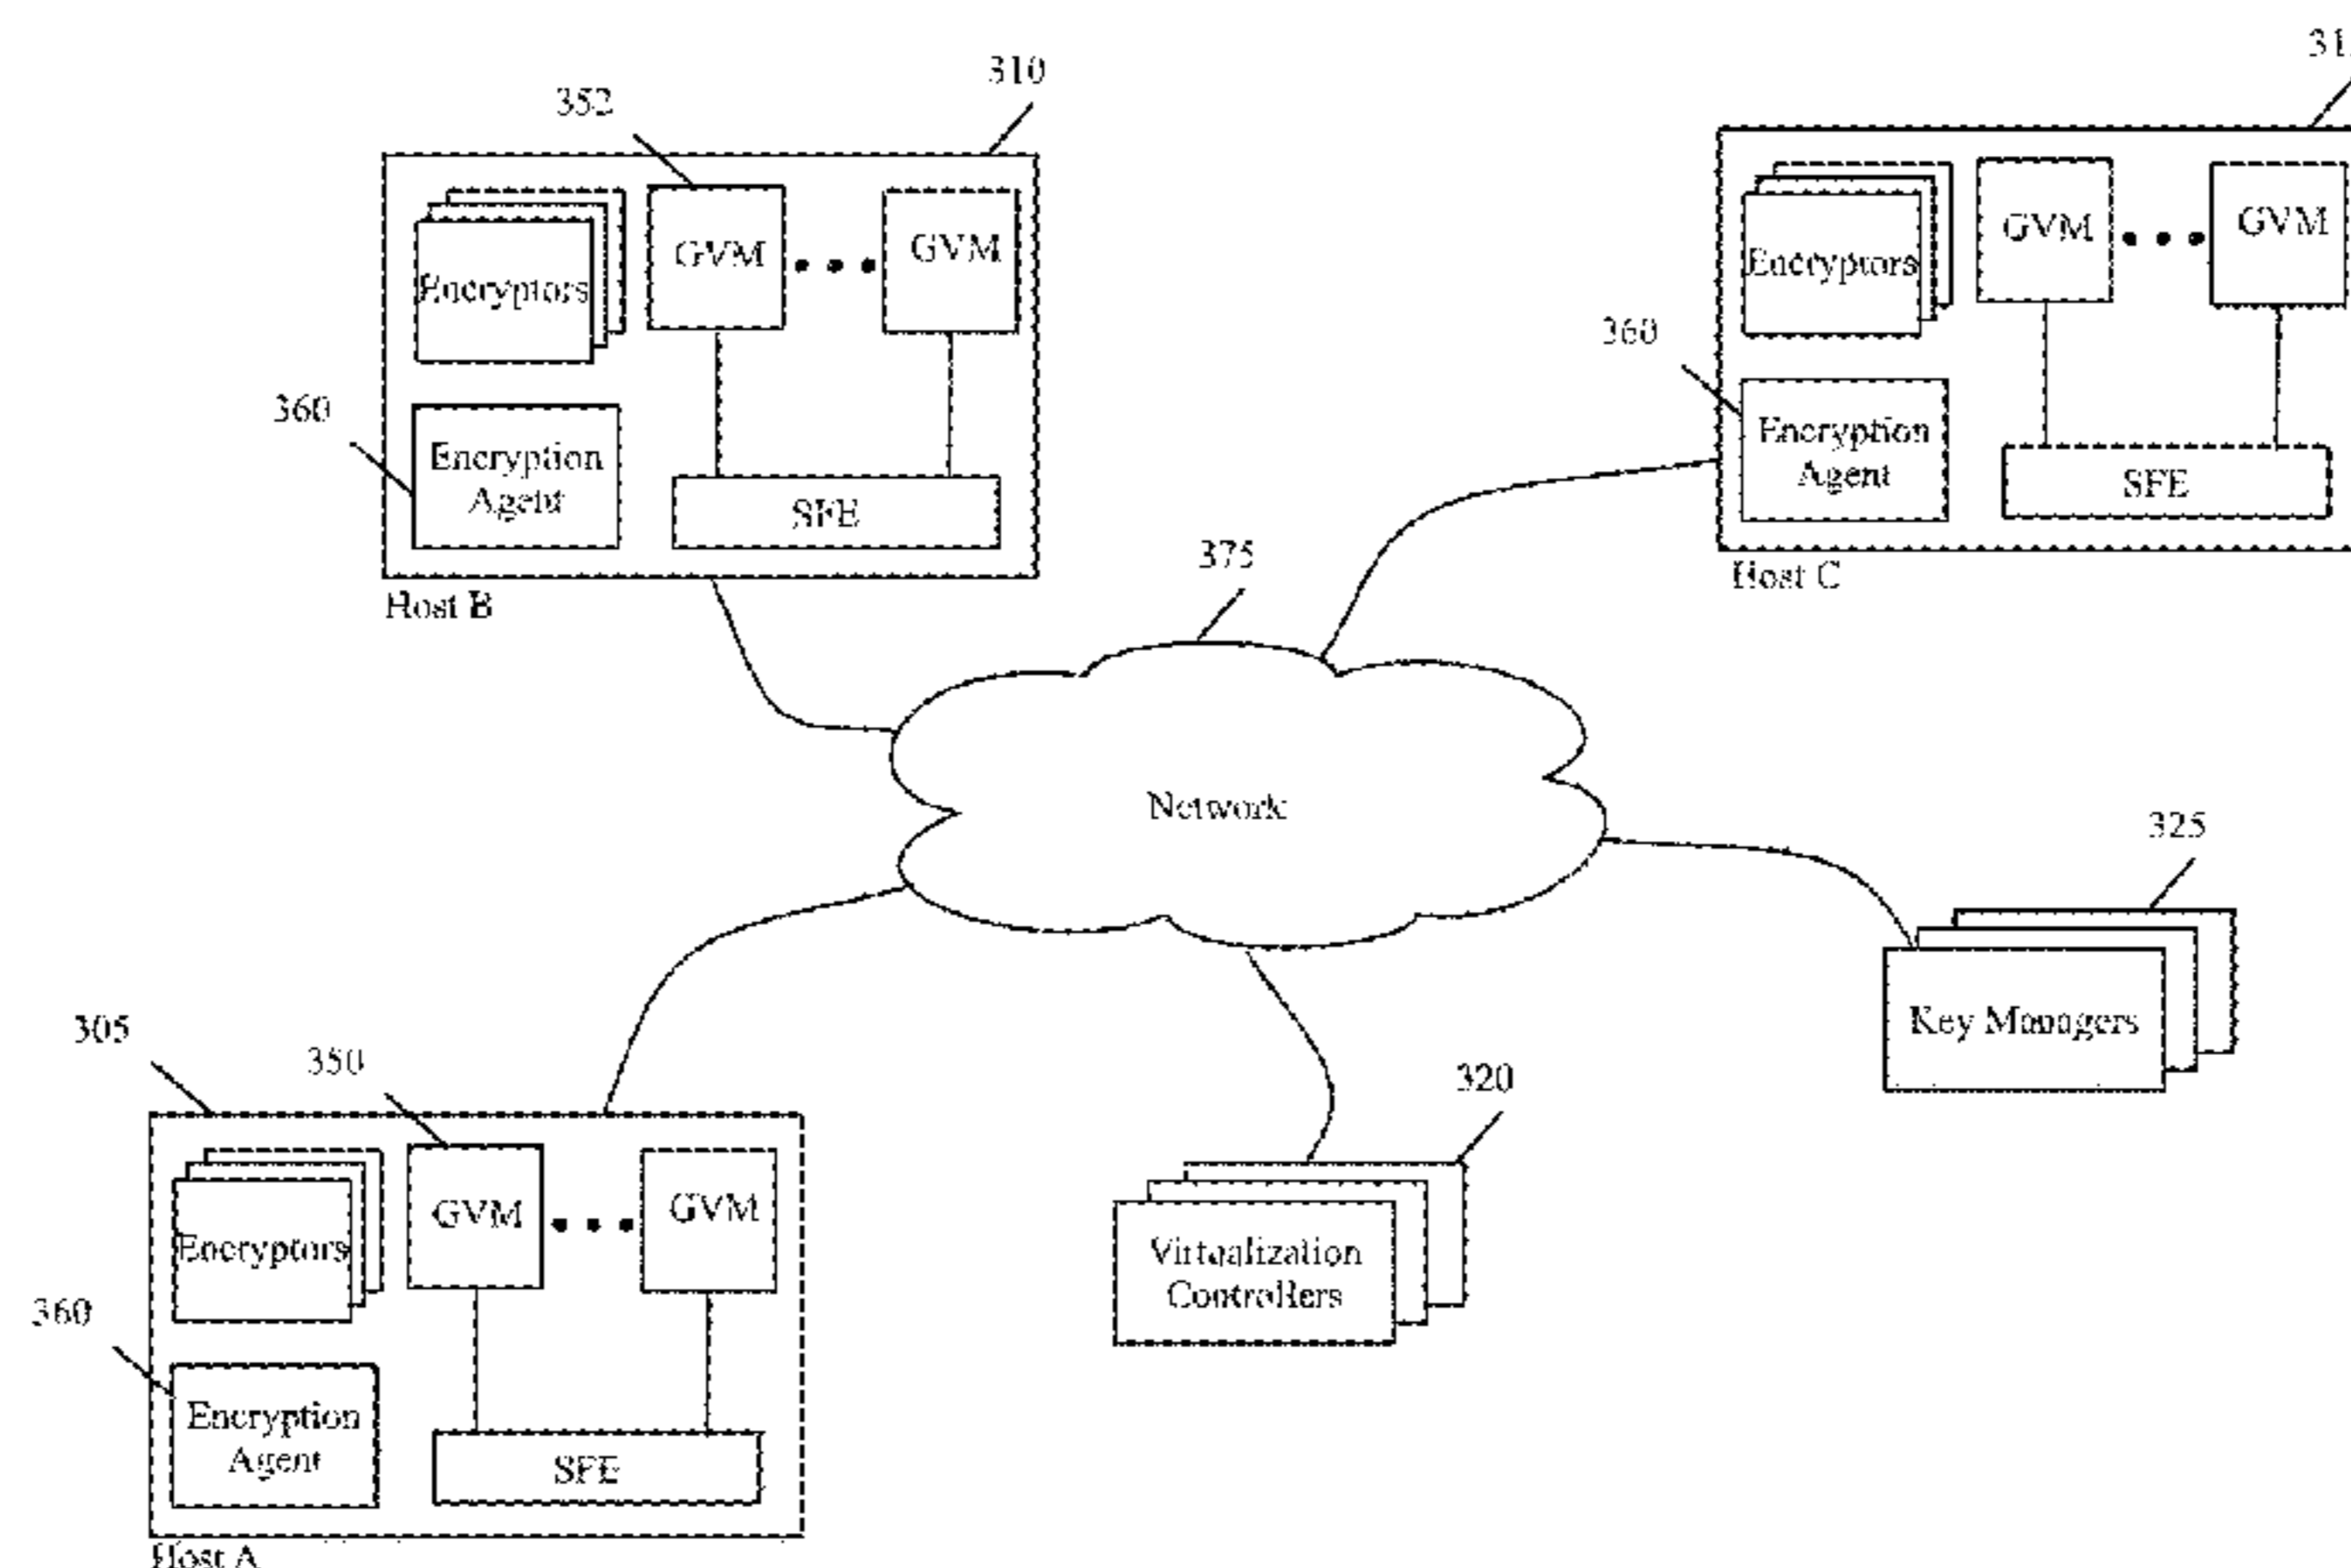 310
352
GVM
GVM
Encryptors
360
Encryption
Agent
SFE
Host B
GVM
GVM
Encryptors
360
Encryption
Agent
SFE
Host C
375
Network
325
Key Managers
305
350
GVM
GVM
Encryptors
360
Encryption
Agent
SFE
Host A
320
Virtualization
Controllers